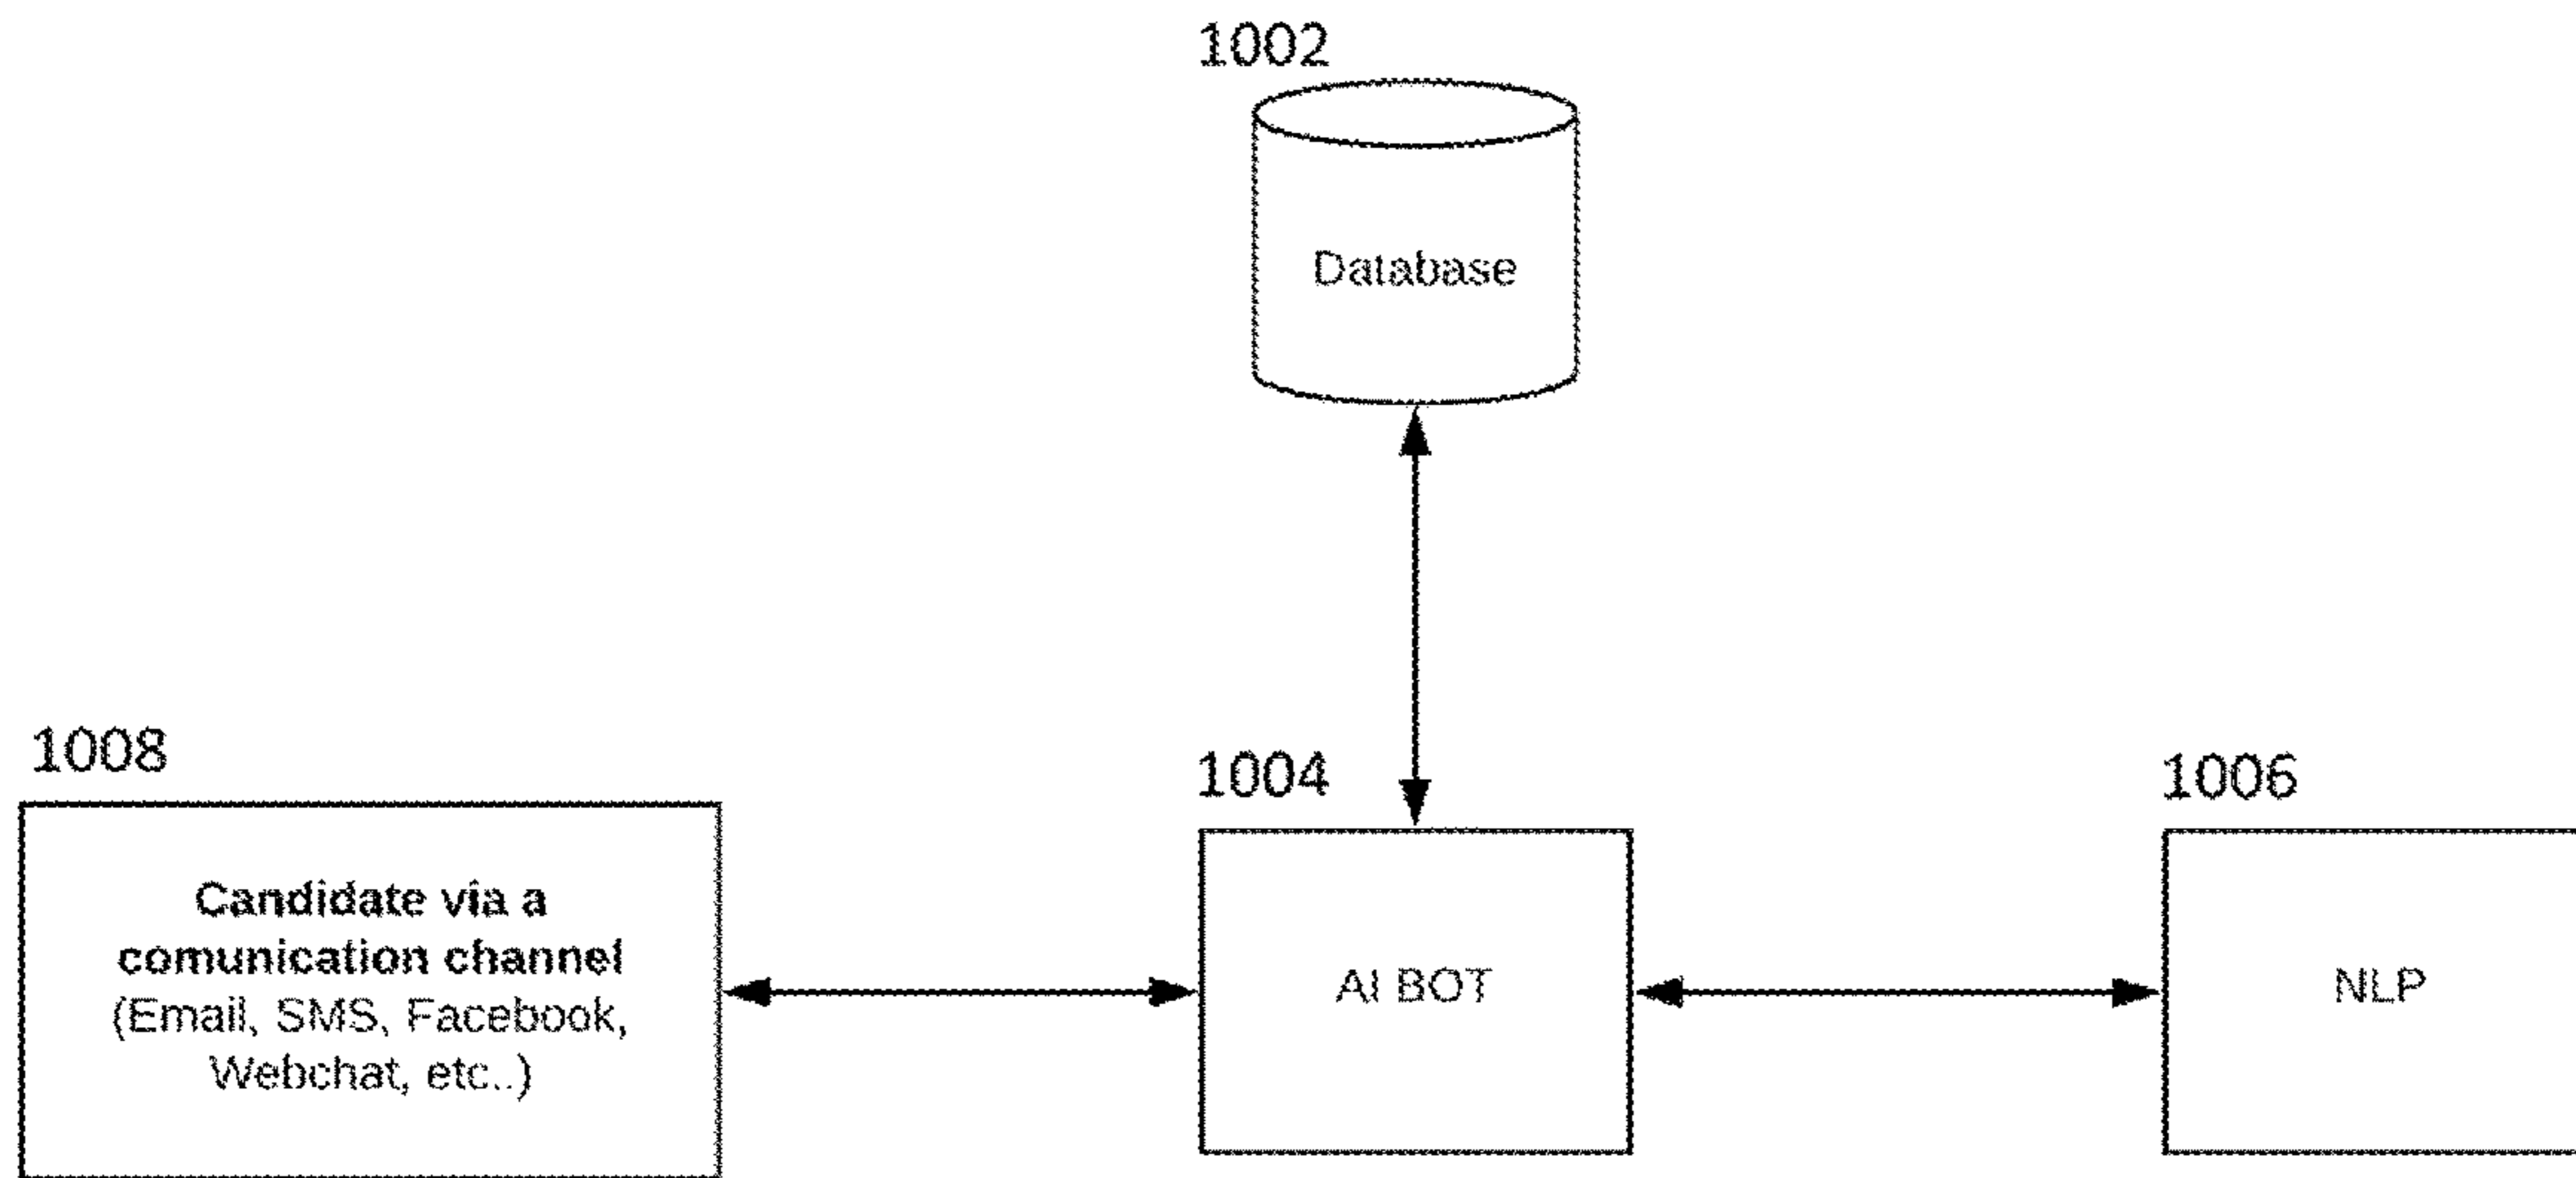 1002
Database
1008
1004
1006
Candidate via a
comunication channel
(Email, SMS, Facebook,
Webchat, etc..)
AI BOT
NLP